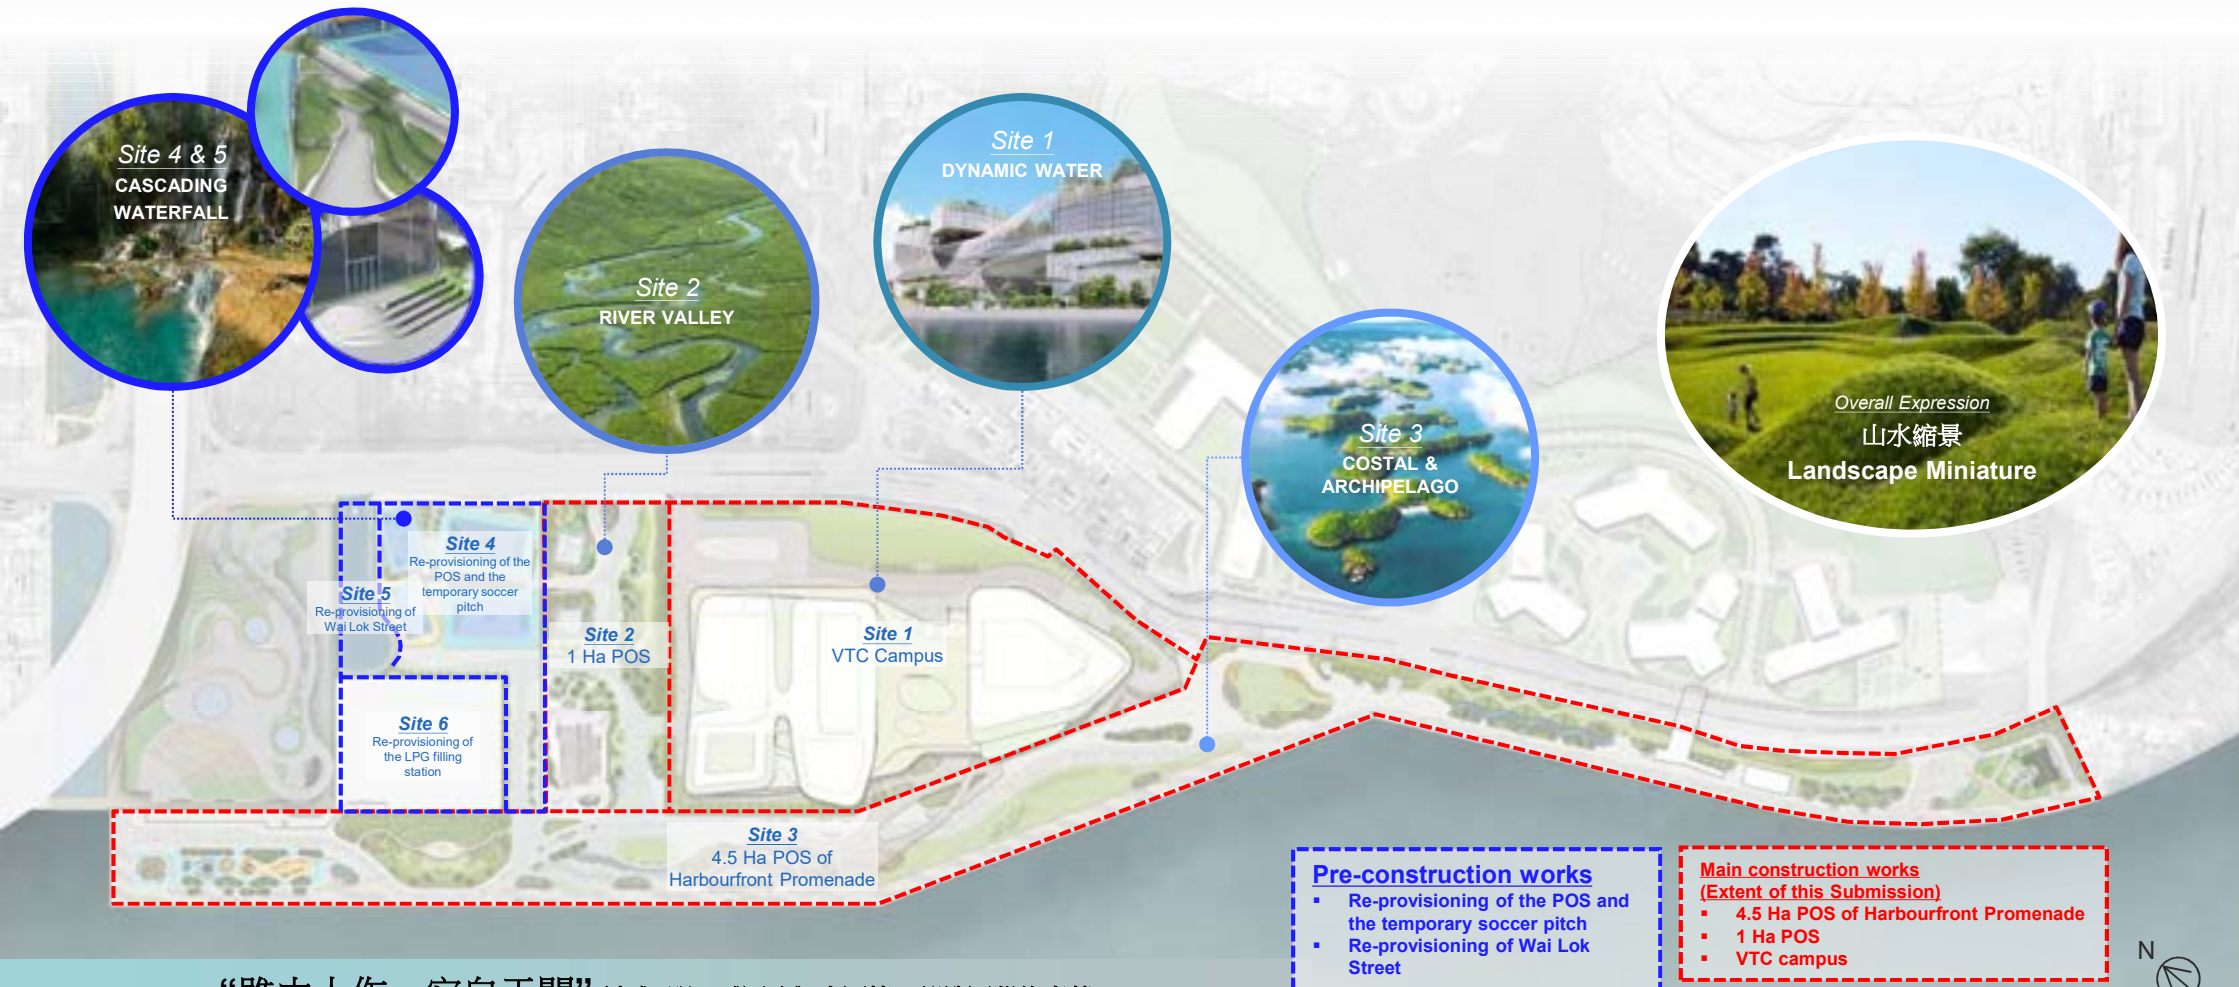 Site 4 & 5
CASCADING
WATERFALL
Site 2
RIVER VALLEY
Site 1
DYNAMIC WATER
Site 3
COSTAL &
ARCHIPELAGO
Overall Expression
山水縮景
Landscape Miniature
Site 4
Re-provisioning of the
POS and the
temporary soccer
pitch
Site 5
Re-provisioning of
Wai Lok Street
Site 6
Re-provisioning of
the LPG filling
station
Site 2
1 Ha POS
Site 1
VTC Campus
Site 3
4.5 Ha POS of
Harbourfront Promenade
Pre-construction works
▪ Re-provisioning of the POS and
the temporary soccer pitch
▪ Re-provisioning of Wai Lok
Street
Main construction works
(Extent of this Submission)
▪ 4.5 Ha POS of Harbourfront Promenade
▪ 1 Ha POS
▪ VTC campus
N